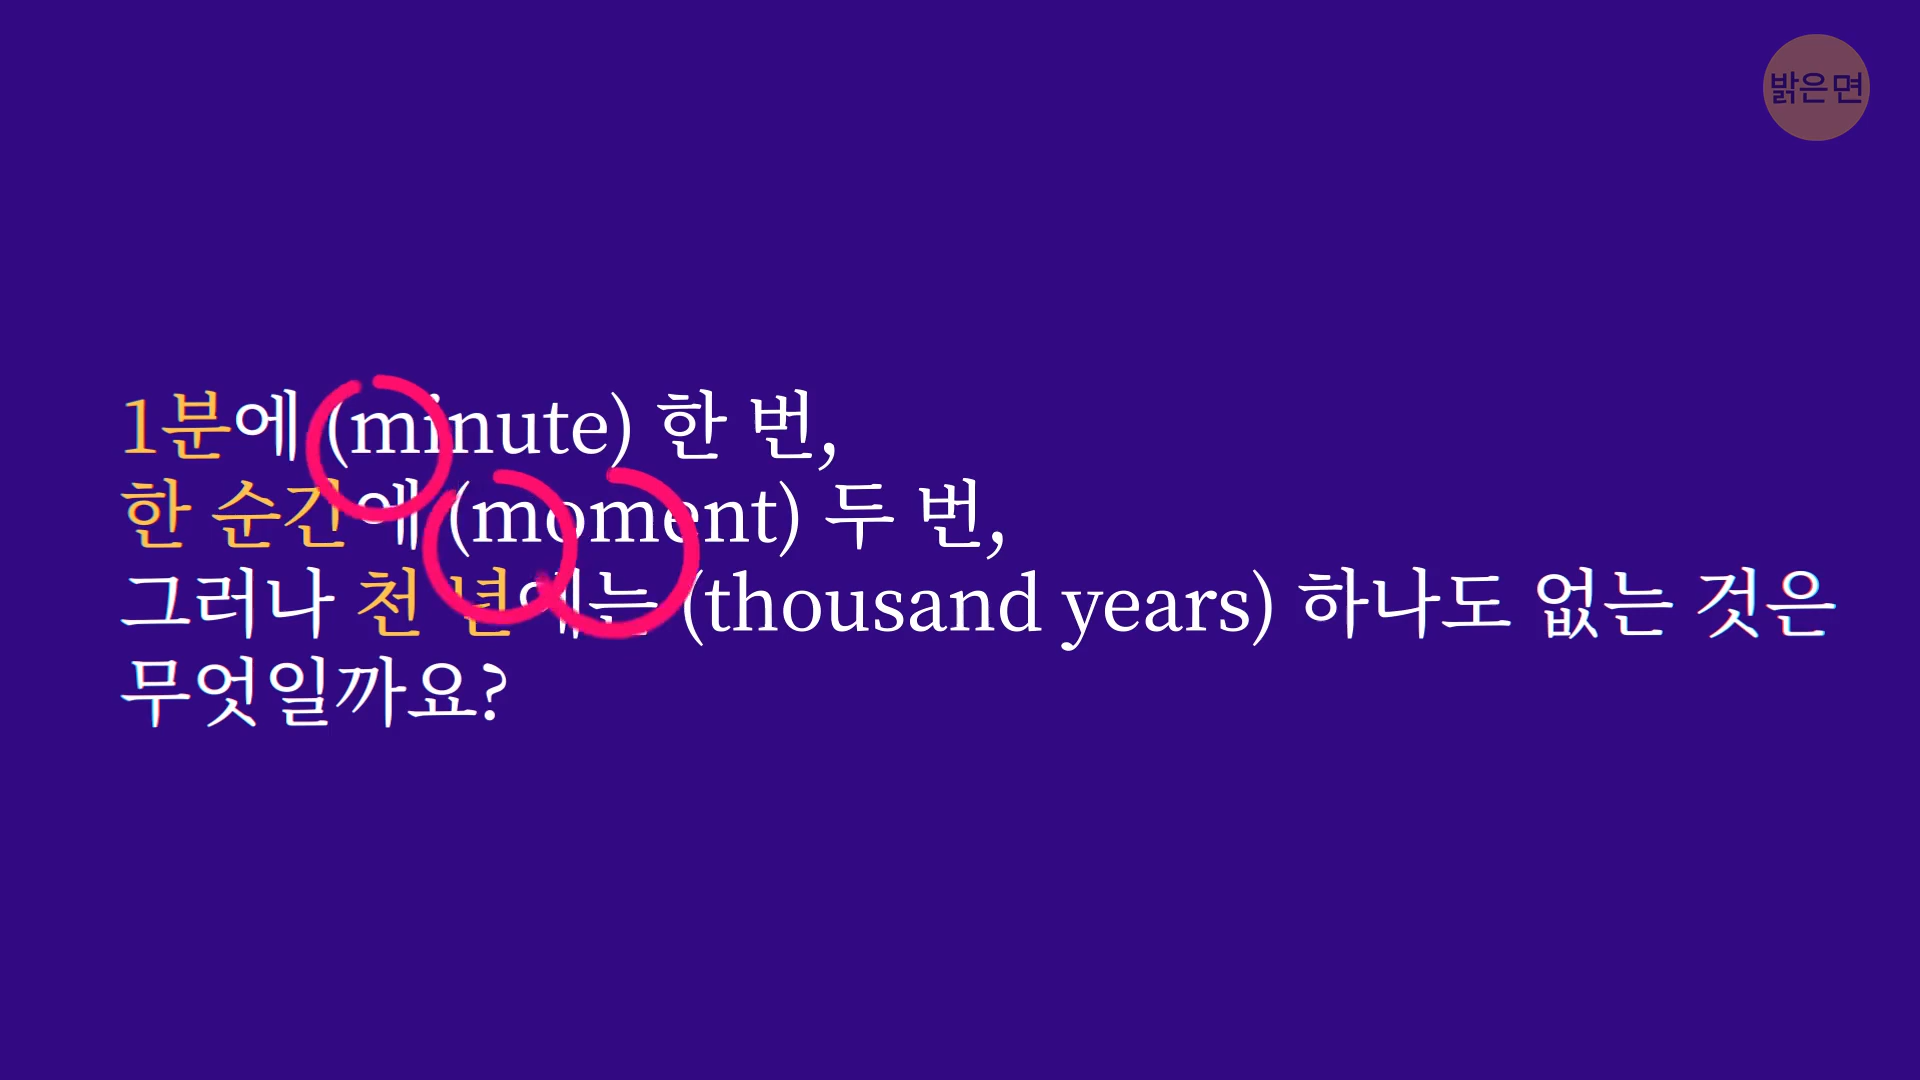 밝은면
1분에 (minute) 한 번,
한 순간에 (moment) 두 번,
그러나 천 년에는 (thousand years) 하나도 없는 것은
무엇일까요?